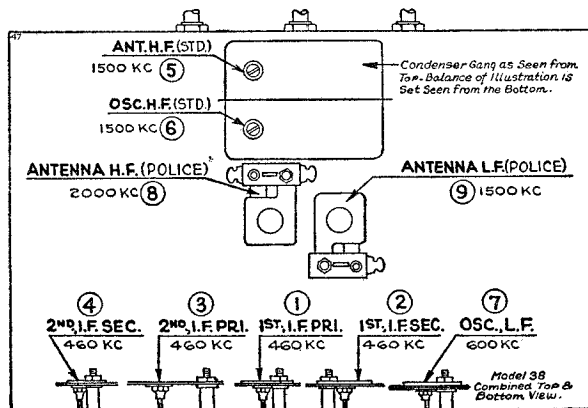 47
ANT. H.F. (STD.)
1500 KC 5
OSC. H.F. (STD.)
1500 KC 6
Condenser Gang as Seen from
Top. Balance of Illustration is
Set Seen from the Bottom.
ANTENNA H.F. (POLICE)
2000 KC 8
ANTENNA L.F. (POLICE)
9 1500 KC
4
2ND, I.F. SEC.
460 KC
3
2ND, I.F. PRI.
460 KC
1
1ST, I.F. PRI.
460 KC
2
1ST, I.F. SEC.
460 KC
7
OSC., L.F.
600 KC
Model 38
Combined Top &
Bottom View.